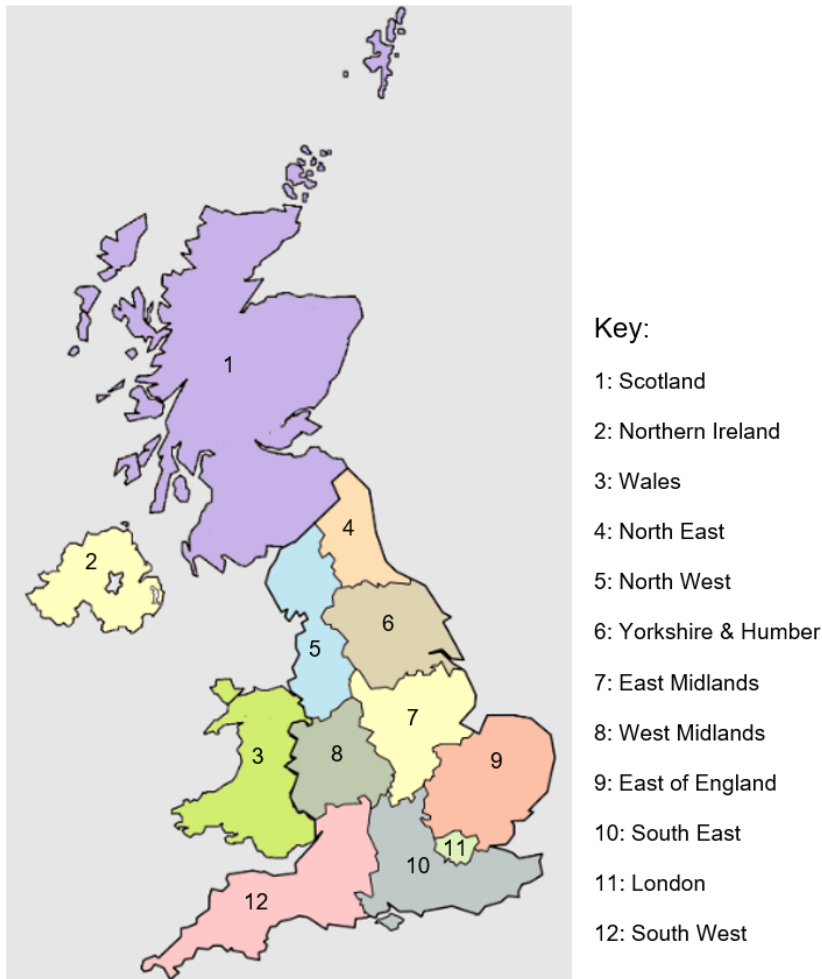 1
2
4
6
5
7
3
8
9
11
10
12
Key:
1: Scotland
2: Northern Ireland
3: Wales
4: North East
5: North West
6: Yorkshire & Humber
7: East Midlands
8: West Midlands
9: East of England
10: South East
11: London
12: South West